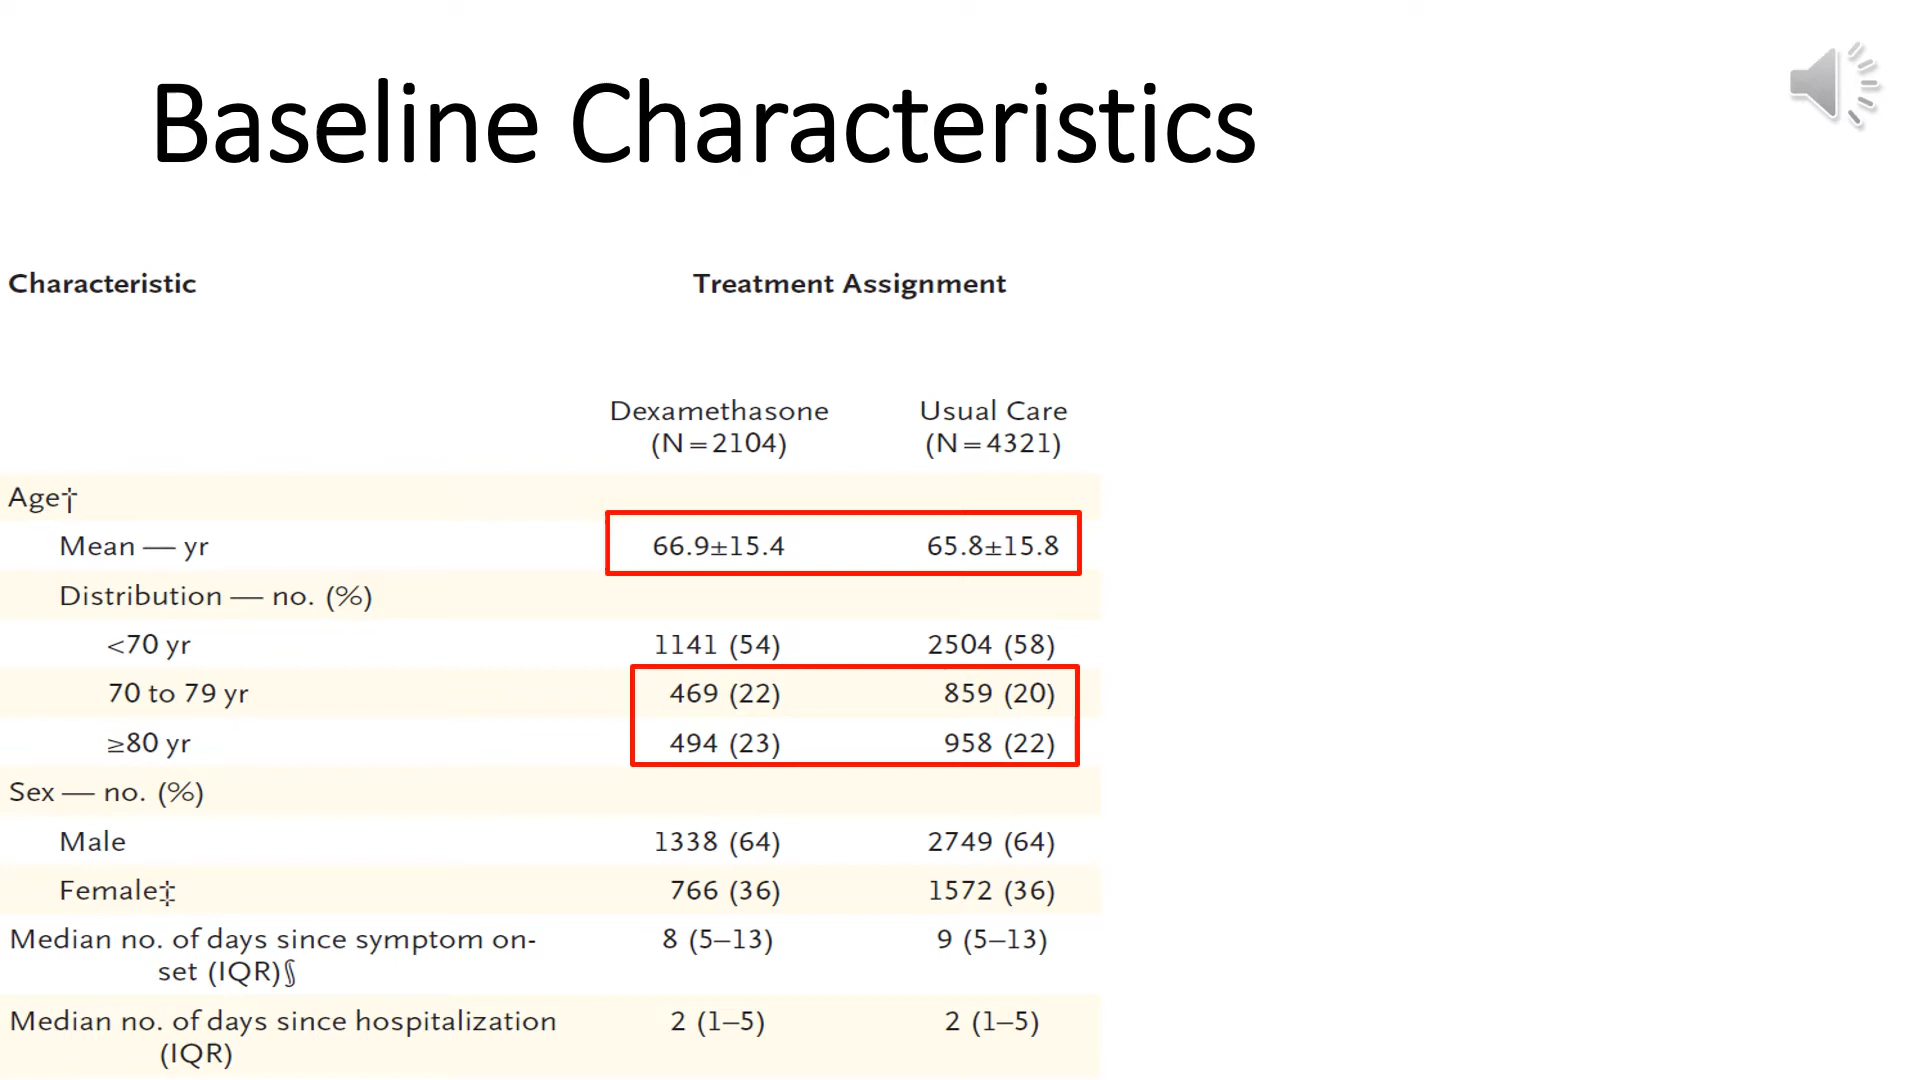 Baseline Characteristics
Characteristic Treatment Assignment
Dexamethasone Usual Care
(N=2104) (N=4321)
Age†
Mean — yr 66.9±15.4 65.8±15.8
Distribution — no. (%)
<70 yr 1141 (54) 2504 (58)
70 to 79 yr 469 (22) 859 (20)
≥80 yr 494 (23) 958 (22)
Sex — no. (%)
Male 1338 (64) 2749 (64)
Female‡ 766 (36) 1572 (36)
Median no. of days since symptom on- 8 (5–13) 9 (5–13)
set (IQR)§
Median no. of days since hospitalization 2 (1–5) 2 (1–5)
(IQR)